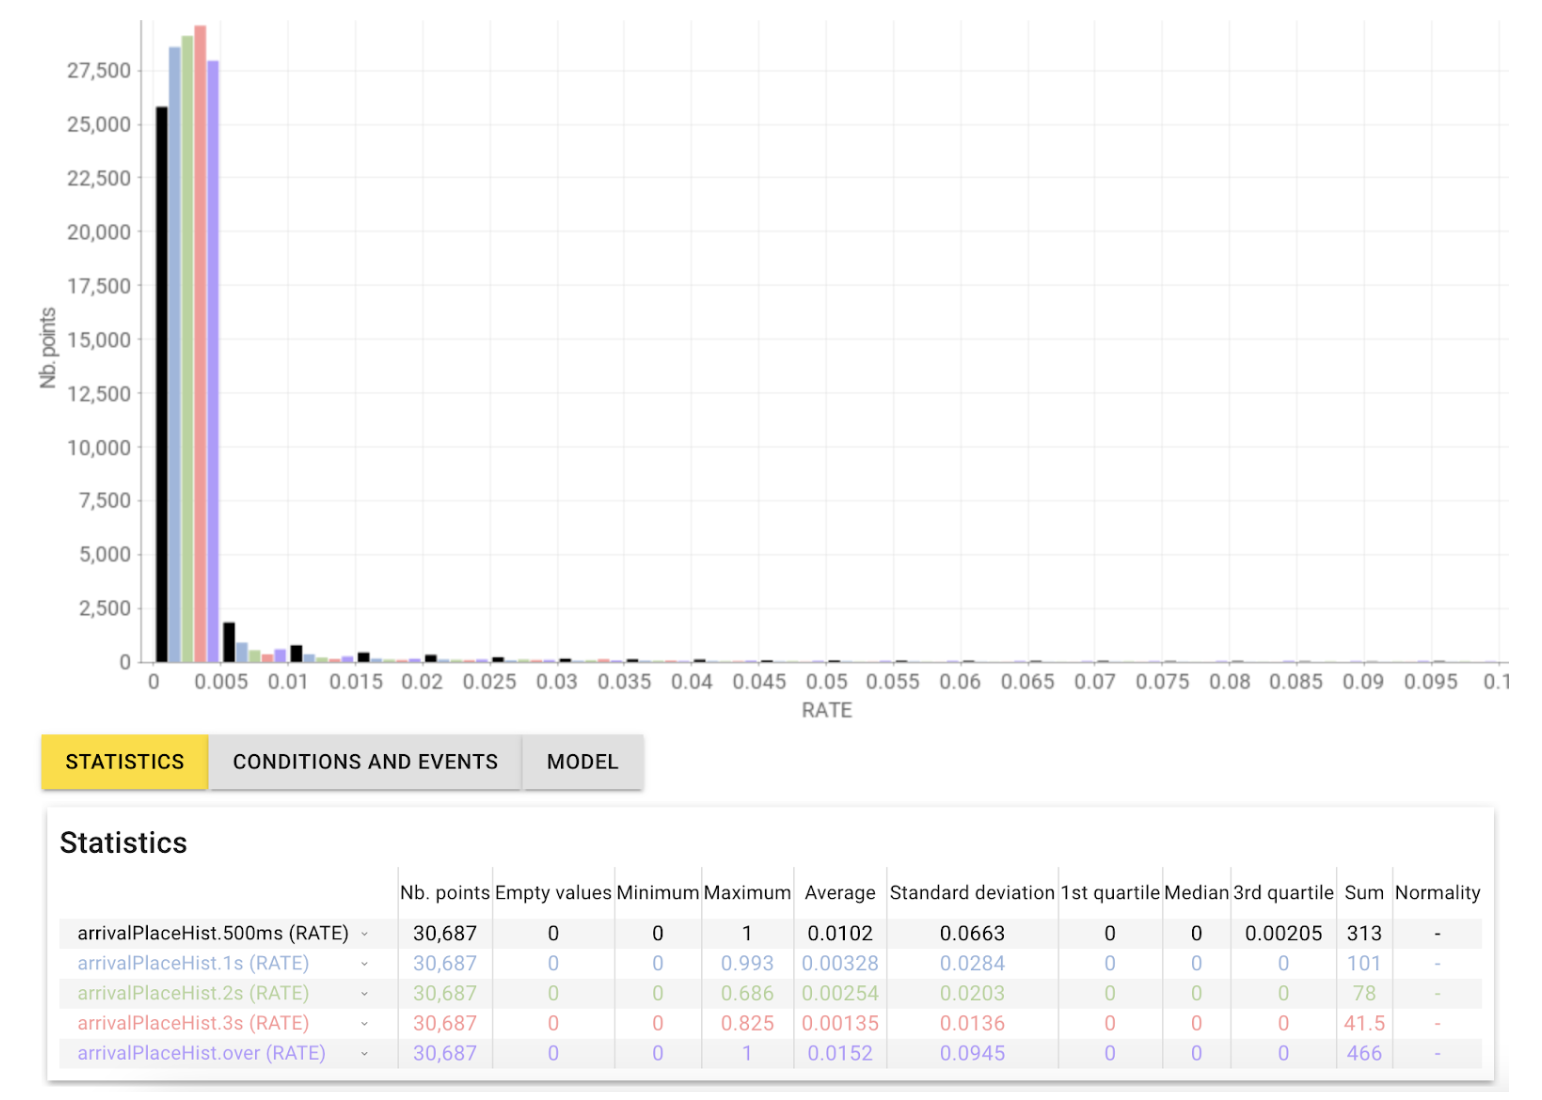 27,500
25,000
22,500
20,000
17,500
15,000
12,500
10,000
7,500
5,000
2,500
0
Nb. points
0 0.005 0.01 0.015 0.02 0.025 0.03 0.035 0.04 0.045 0.05 0.055 0.06 0.065 0.07 0.075 0.08 0.085 0.09 0.095 0.1
RATE
STATISTICS CONDITIONS AND EVENTS MODEL
Statistics
Nb. points Empty values Minimum Maximum Average Standard deviation 1st quartile Median 3rd quartile Sum Normality
arrivalPlaceHist.500ms (RATE) 30,687 0 0 1 0.0102 0.0663 0 0 0.00205 313 -
arrivalPlaceHist.1s (RATE) 30,687 0 0 0.993 0.00328 0.0284 0 0 0 101 -
arrivalPlaceHist.2s (RATE) 30,687 0 0 0.686 0.00254 0.0203 0 0 0 78 -
arrivalPlaceHist.3s (RATE) 30,687 0 0 0.825 0.00135 0.0136 0 0 0 41.5 -
arrivalPlaceHist.over (RATE) 30,687 0 0 1 0.0152 0.0945 0 0 0 466 -